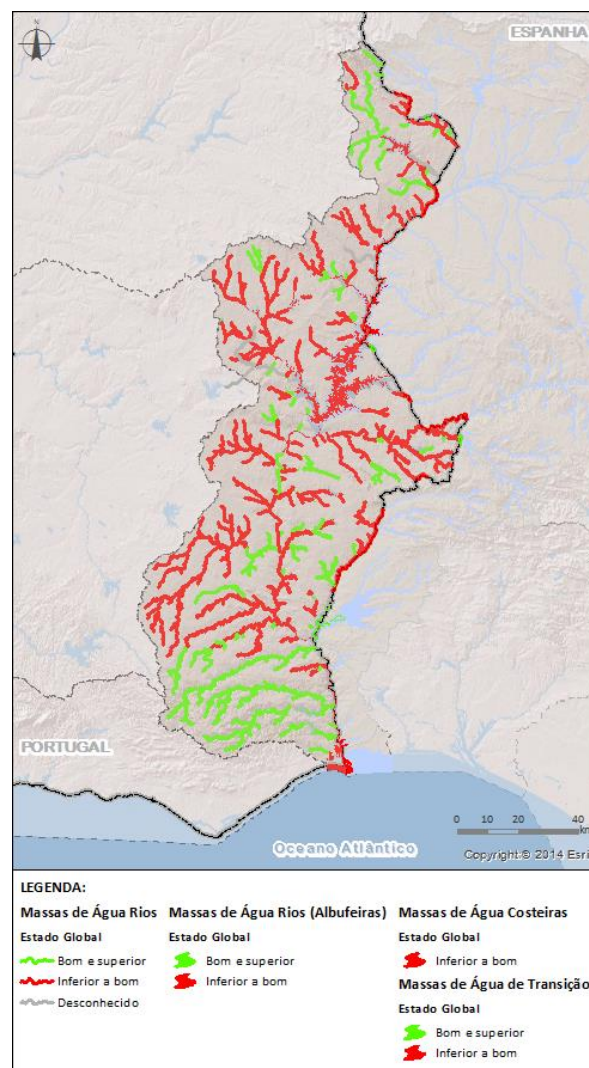 ESPANHA
PORTUGAL
Oceano Atlântico
0 10 20 40
km
Copyright:© 2014 Esri
LEGENDA:
Massas de Água Rios
Estado Global
Bom e superior
Inferior a bom
Desconhecido
Massas de Água Rios (Albufeiras)
Estado Global
Bom e superior
Inferior a bom
Massas de Água Costeiras
Estado Global
Inferior a bom
Massas de Água de Transição
Estado Global
Bom e superior
Inferior a bom